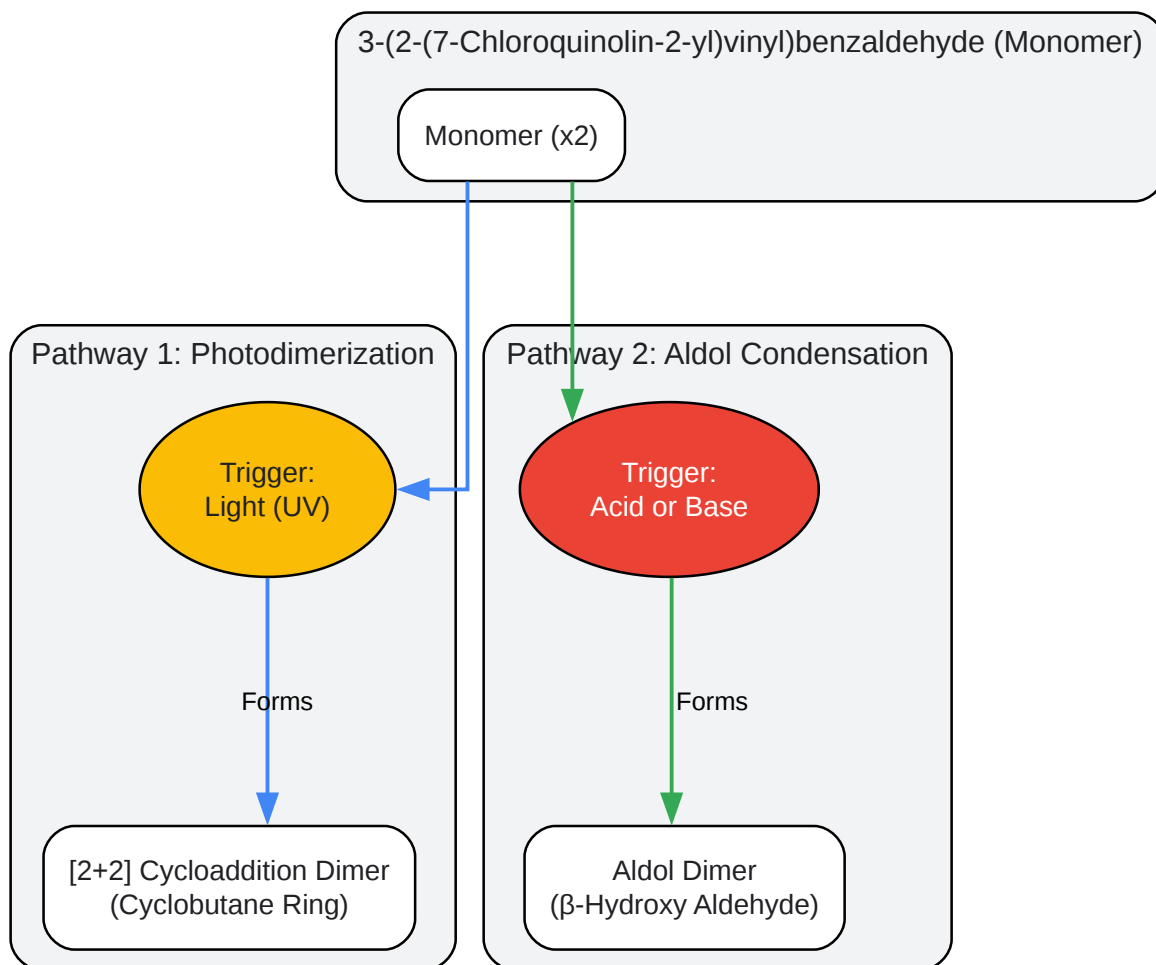 3-(2-(7-Chloroquinolin-2-yl)vinyl)benzaldehyde (Monomer)
Monomer (x2)
Pathway 1: Photodimerization
Trigger:
Light (UV)
Forms
[2+2] Cycloaddition Dimer
(Cyclobutane Ring)
Pathway 2: Aldol Condensation
Trigger:
Acid or Base
Forms
Aldol Dimer
(β-Hydroxy Aldehyde)